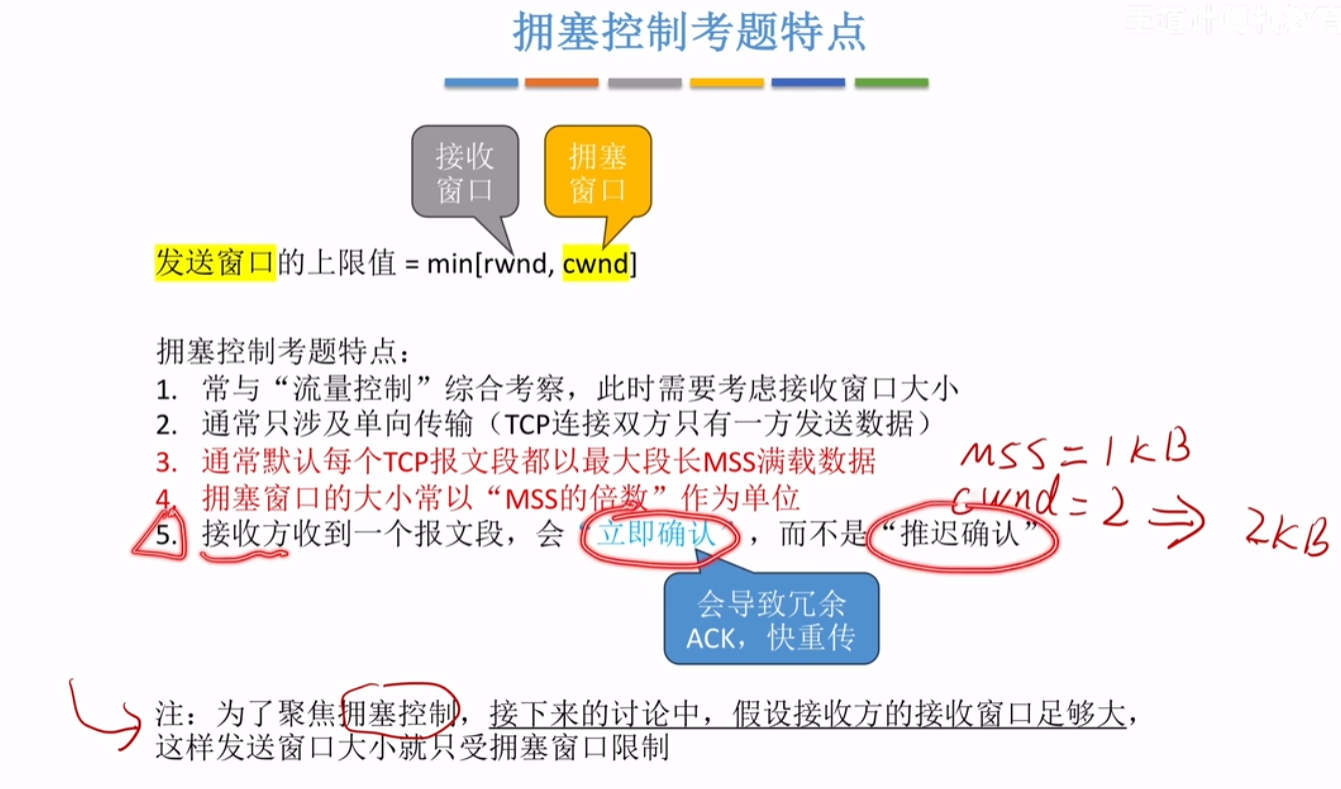 拥塞控制考题特点
王道计算机教育
接收
窗口
拥塞
窗口
发送窗口的上限值 = min[rwnd, cwnd]
拥塞控制考题特点：
1. 常与“流量控制”综合考察，此时需要考虑接收窗口大小
2. 通常只涉及单向传输（TCP连接双方只有一方发送数据）
3. 通常默认每个TCP报文段都以最大段长MSS满载数据
4. 拥塞窗口的大小常以“MSS的倍数”作为单位
5. 接收方收到一个报文段，会“立即确认”，而不是“推迟确认”
MSS = 1KB
cwnd = 2 ⇒ 2KB
会导致冗余
ACK，快重传
注：为了聚焦拥塞控制，接下来的讨论中，假设接收方的接收窗口足够大，
这样发送窗口大小就只受拥塞窗口限制